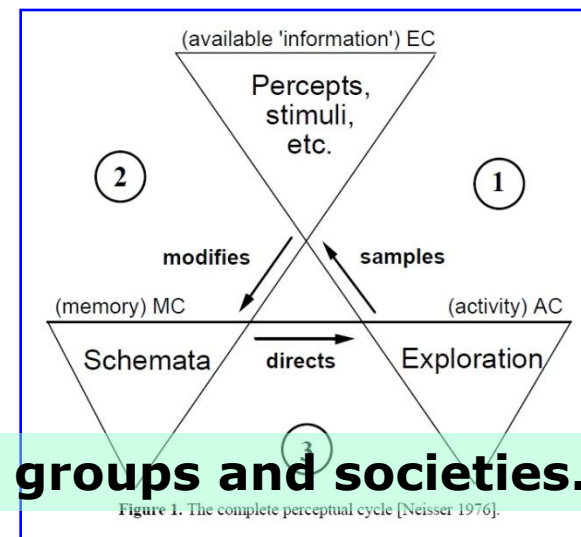 (available 'information') EC
Percepts,
stimuli,
etc.
2
1
modifies
samples
(memory) MC
(activity) AC
Schemata
directs
Exploration
3
groups and societies.
Figure 1. The complete perceptual cycle [Neisser 1976].